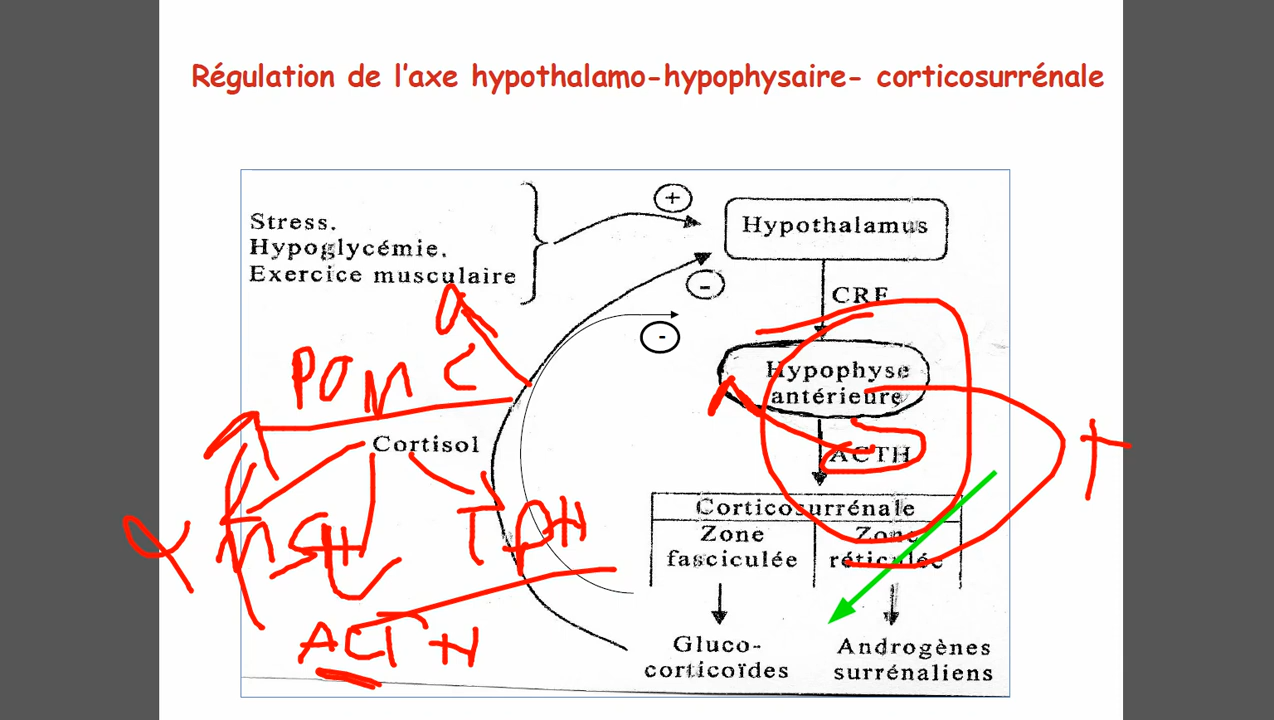 Régulation de l'axe hypothalamo-hypophysaire- corticosurrénale
+
Hypothalamus
Stress.
Hypoglycémie.
Exercice musculaire
-
CRF
-
Hypophyse
antérieure
POMC
Cortisol
ACTH
+
Corticosurrénale
Zone
fasciculée
Zone
réticulée
α MSH
ACTH
Gluco-
corticoïdes
Androgènes
surrénaliens